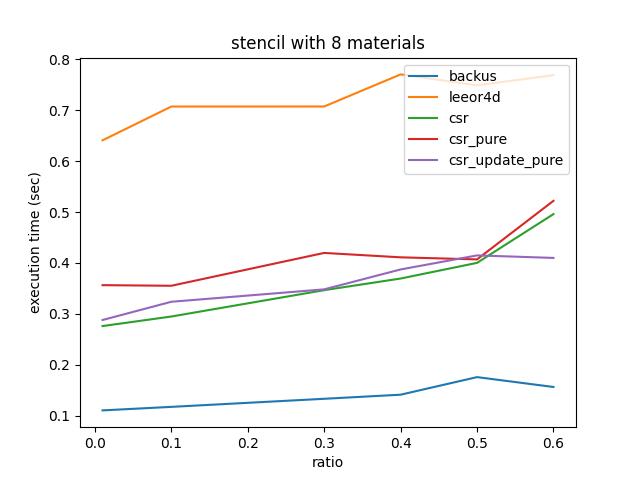 stencil with 8 materials
0.8
0.7
0.6
0.5
0.4
0.3
0.2
0.1
execution time (sec)
backus
leeor4d
csr
csr_pure
csr_update_pure
0.0 0.1 0.2 0.3 0.4 0.5 0.6
ratio